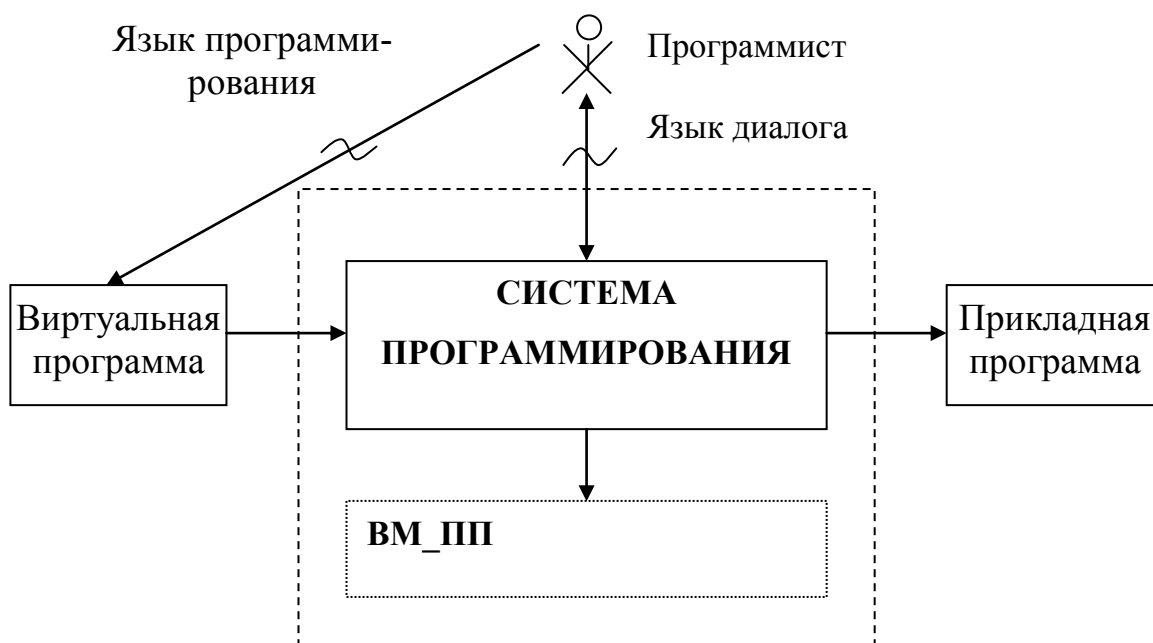 Язык программи-
рования
Программист
Язык диалога
Виртуальная
программа
СИСТЕМА
ПРОГРАММИРОВАНИЯ
Прикладная
программа
ВМ_ПП